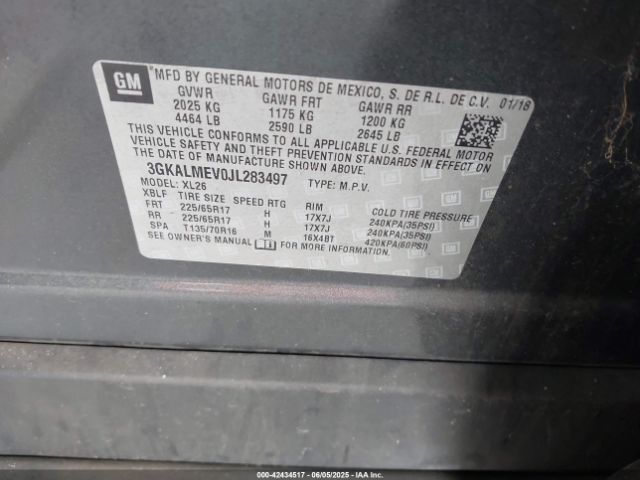 GM
MFD BY GENERAL MOTORS DE MEXICO, S. DE R.L. DE C.V. 01/18
GVWR GAWR FRT GAWR RR
2025 KG 1175 KG 1200 KG
4464 LB 2590 LB 2645 LB
THIS VEHICLE CONFORMS TO ALL APPLICABLE U.S. FEDERAL MOTOR
VEHICLE SAFETY AND THEFT PREVENTION STANDARDS IN EFFECT ON
THE DATE OF MANUFACTURE SHOWN ABOVE.
3GKALMEV0JL283497 TYPE: M.P.V.
MODEL: XL26
XBLF TIRE SIZE SPEED RTG RIM COLD TIRE PRESSURE
FRT 225/65R17 H 17X7J 240KPA(35PSI)
RR 225/65R17 H 17X7J 240KPA(35PSI)
SPA T135/70R16 M 16X4BT 420KPA(60PSI)
SEE OWNER'S MANUAL FOR MORE INFORMATION.
© IAA 000-42434517 - 06/05/2025 - IAAI.COM